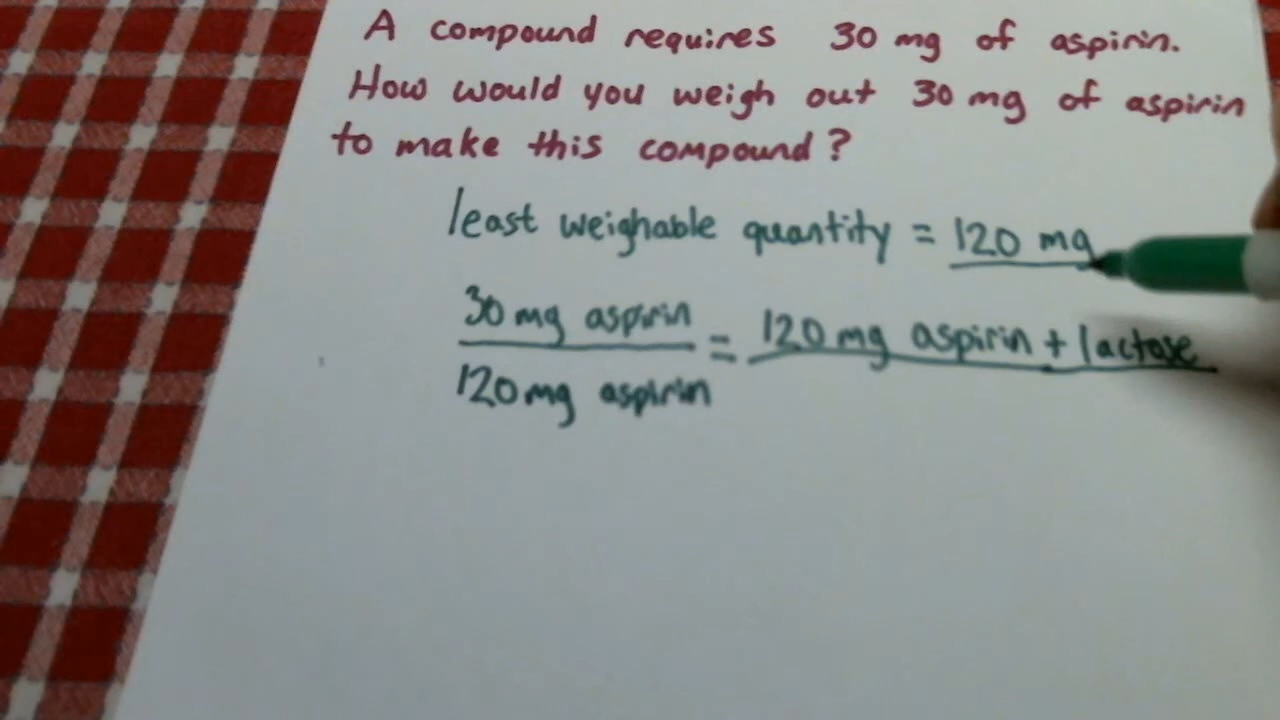 A compound requires 30 mg of aspirin.
How would you weigh out 30 mg of aspirin
to make this compound?
least weighable quantity = 120 mg
30 mg aspirin = 120 mg aspirin + lactose
120 mg aspirin